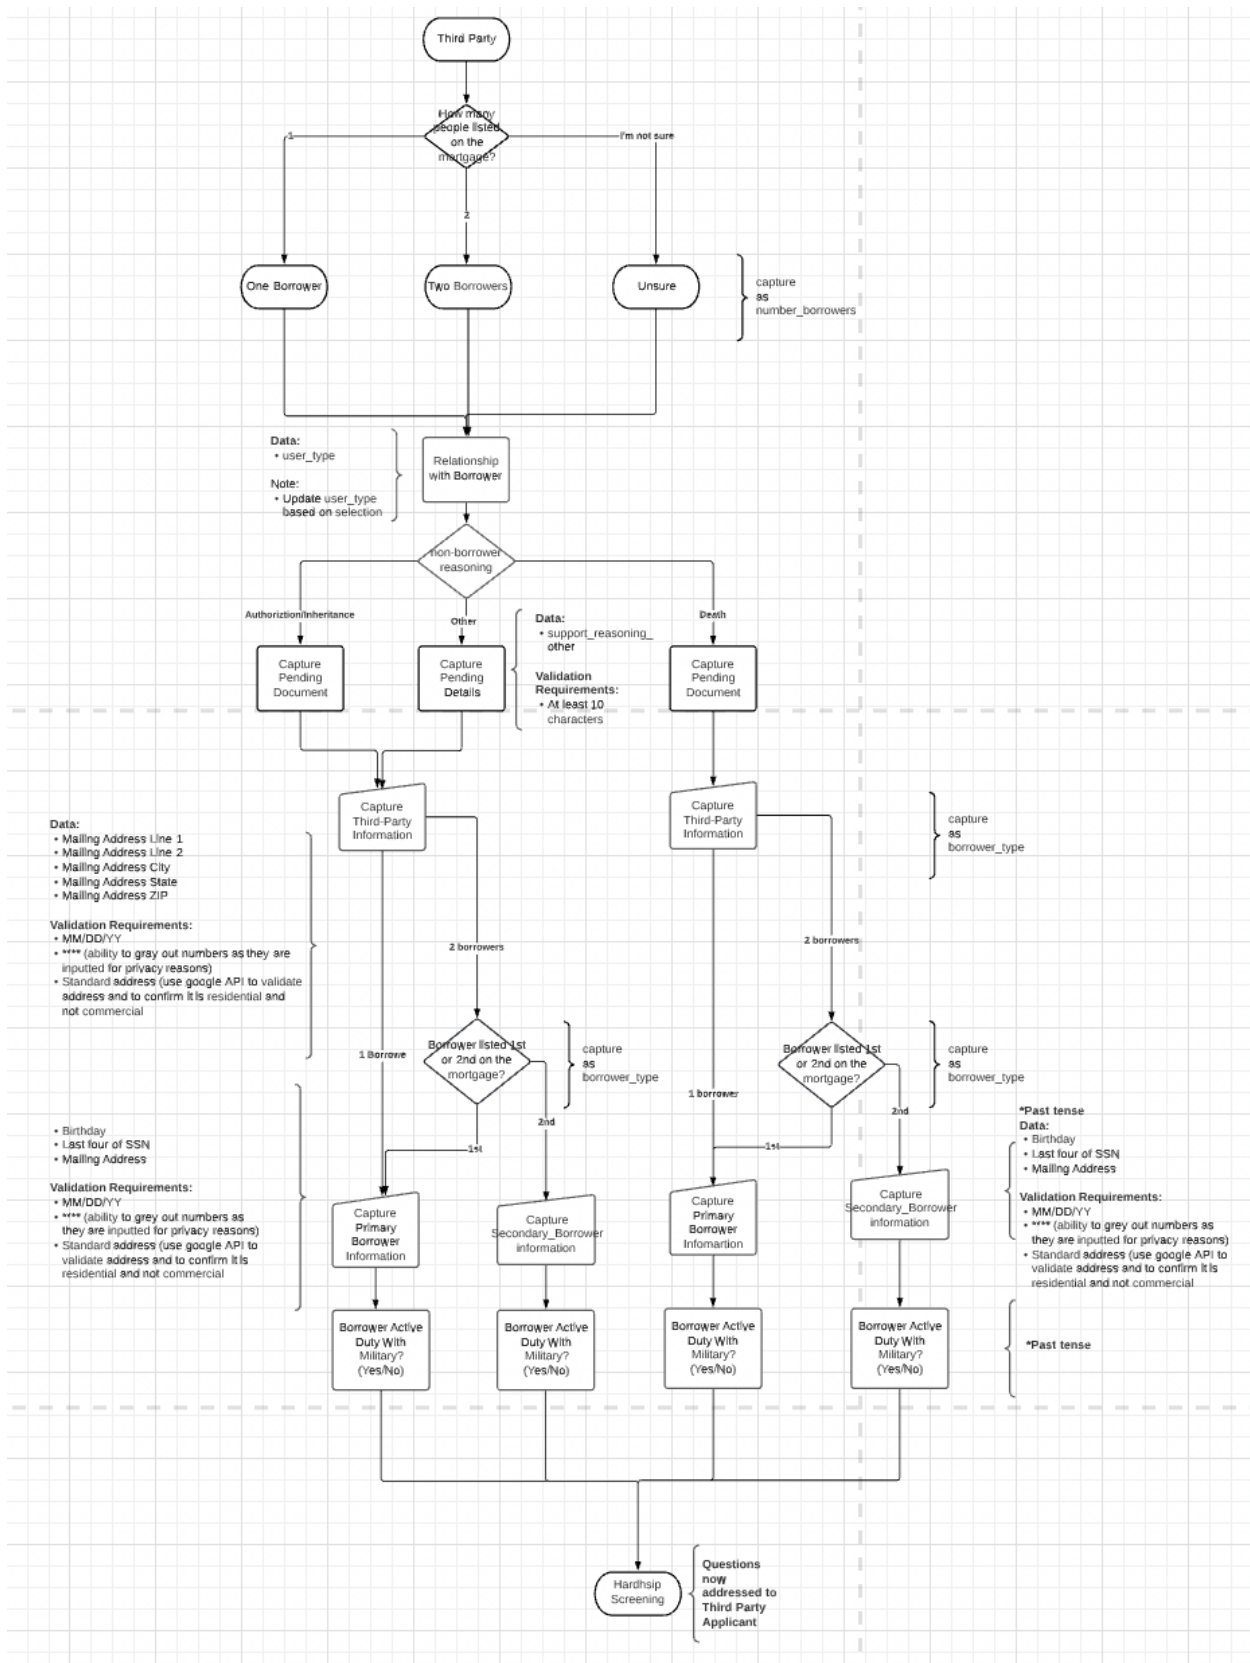 Third Party
How many
people listed
on the
mortgage?
1
I'm not sure
2
One Borrower
Two Borrowers
Unsure
capture
as
number_borrowers
Data:
• user_type
Note:
• Update user_type
based on selection
Relationship
with Borrower
non-borrower
reasoning
Authoriztion/Inheritance
Other
Death
Capture
Pending
Document
Capture
Pending
Details
Data:
• support_reasoning_
other
Validation
Requirements:
• At least 10
characters
Capture
Pending
Document
Capture
Third-Party
Information
Capture
Third-Party
Information
capture
as
borrower_type
Data:
• Mailing Address Line 1
• Mailing Address Line 2
• Mailing Address City
• Mailing Address State
• Mailing Address ZIP
Validation Requirements:
• MM/DD/YY
• **** (ability to gray out numbers as they are
inputted for privacy reasons)
• Standard address (use google API to validate
address and to confirm it is residential and
not commercial
2 borrowers
2 borrowers
1 Borrowe
Borrower listed 1st
or 2nd on the
mortgage?
capture
as
borrower_type
1 borrower
Borrower listed 1st
or 2nd on the
mortgage?
capture
as
borrower_type
2nd
1st
2nd
1st
• Birthday
• Last four of SSN
• Mailing Address
Validation Requirements:
• MM/DD/YY
• **** (ability to grey out numbers as
they are inputted for privacy reasons)
• Standard address (use google API to
validate address and to confirm it is
residential and not commercial
*Past tense
Data:
• Birthday
• Last four of SSN
• Mailing Address
Validation Requirements:
• MM/DD/YY
• **** (ability to grey out numbers as
they are inputted for privacy reasons)
• Standard address (use google API to
validate address and to confirm it is
residential and not commercial
Capture
Primary
Borrower
Information
Capture
Secondary_Borrower
information
Capture
Primary
Borrower
Infomartion
Capture
Secondary_Borrower
information
Borrower Active
Duty With
Military?
(Yes/No)
Borrower Active
Duty With
Military?
(Yes/No)
Borrower Active
Duty With
Military?
(Yes/No)
Borrower Active
Duty With
Military?
(Yes/No)
*Past tense
Hardhsip
Screening
Questions
now
addressed to
Third Party
Applicant